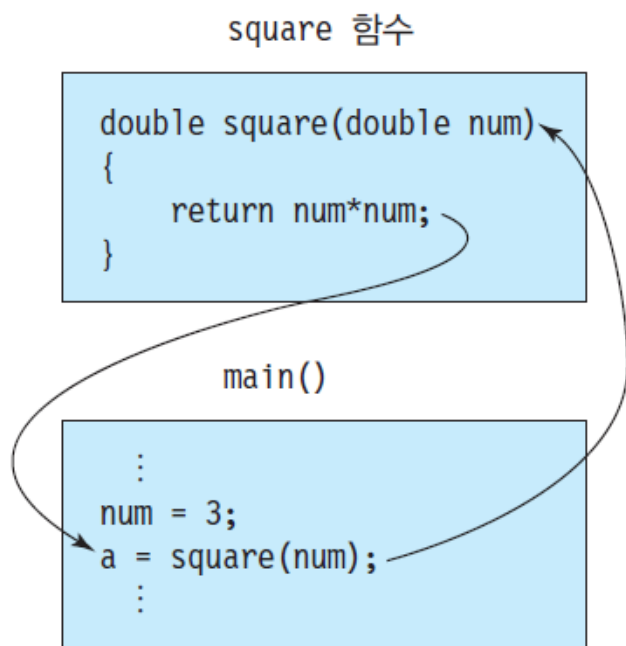 square 함수
double square(double num)
{
return num*num;
}
main()
⋮
num = 3;
a = square(num);
⋮